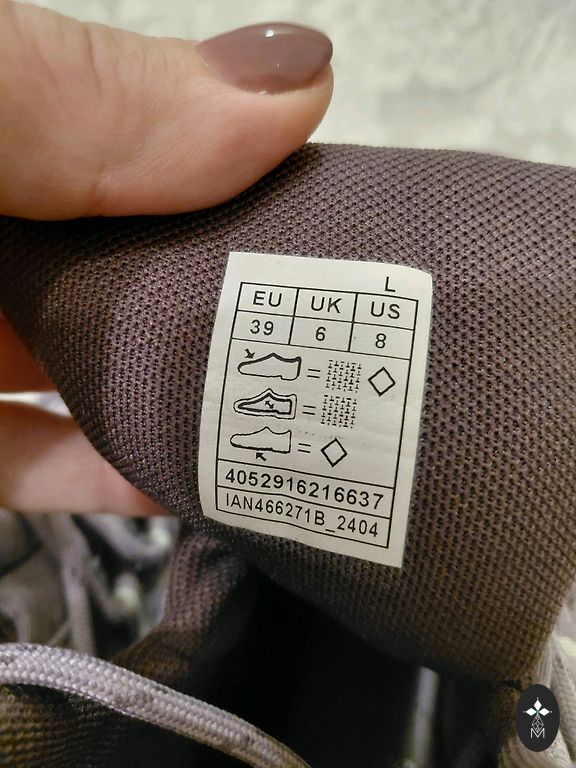 L
EU UK US
39 6 8
=
=
=
4052916216637
IAN466271B_2404
M